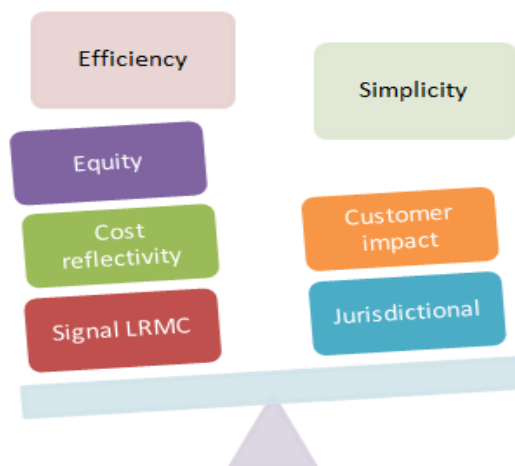 Efficiency
Simplicity
Equity
Cost
reflectivity
Signal LRMC
Customer
impact
Jurisdictional